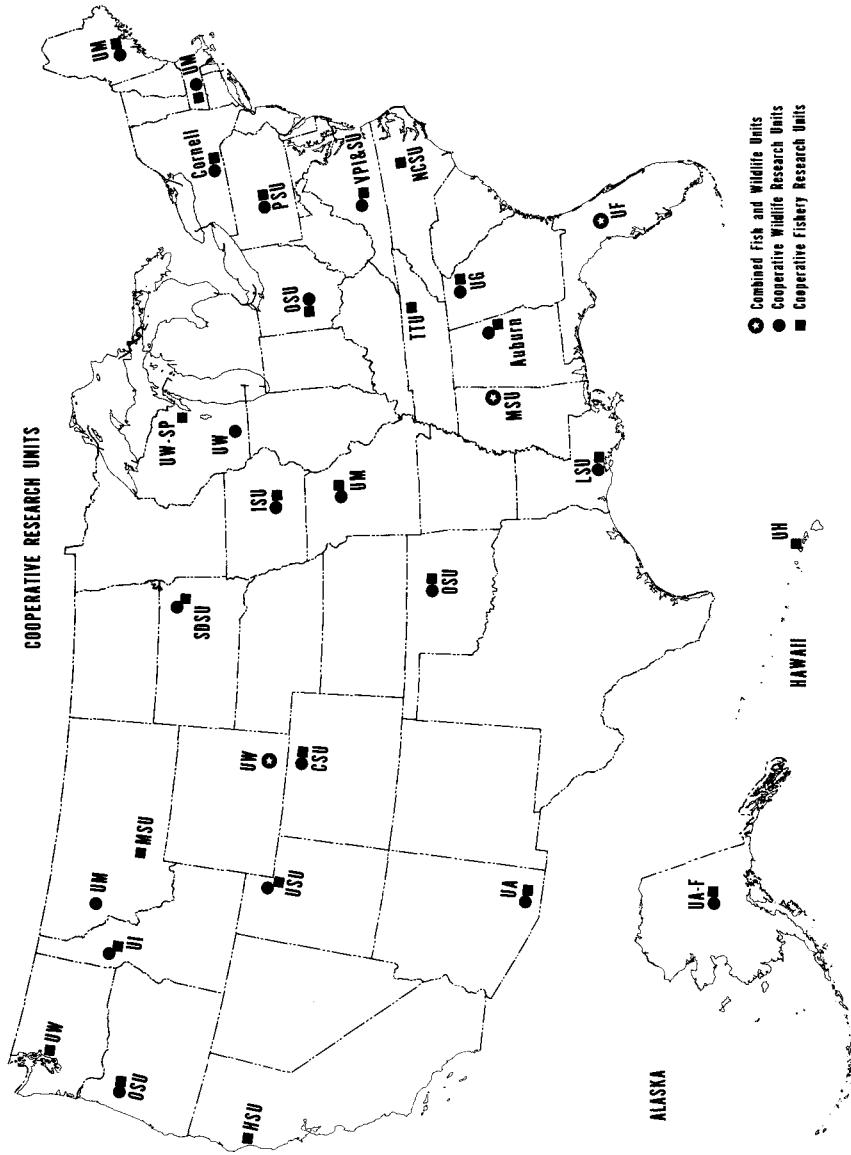 COOPERATIVE RESEARCH UNITS
UW
OSU
HSU
UI
UM
MSU
USU
UW
CSU
UA
SDSU
OSU
ISU
UM
LSU
UW-SP
UW
MSU
TTU
Auburn
UG
OSU
PSU
Cornell
UM
UM
VPI&SU
NCSU
UF
UA-F
UH
ALASKA
HAWAII
Combined Fish and Wildlife Units
Cooperative Wildlife Research Units
Cooperative Fishery Research Units